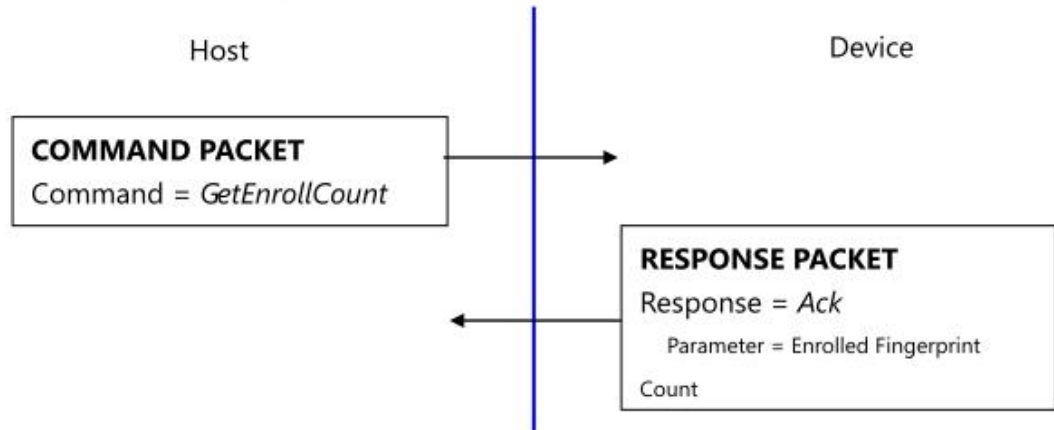 Host
Device
COMMAND PACKET
Command = GetEnrollCount
RESPONSE PACKET
Response = Ack
Parameter = Enrolled Fingerprint
Count